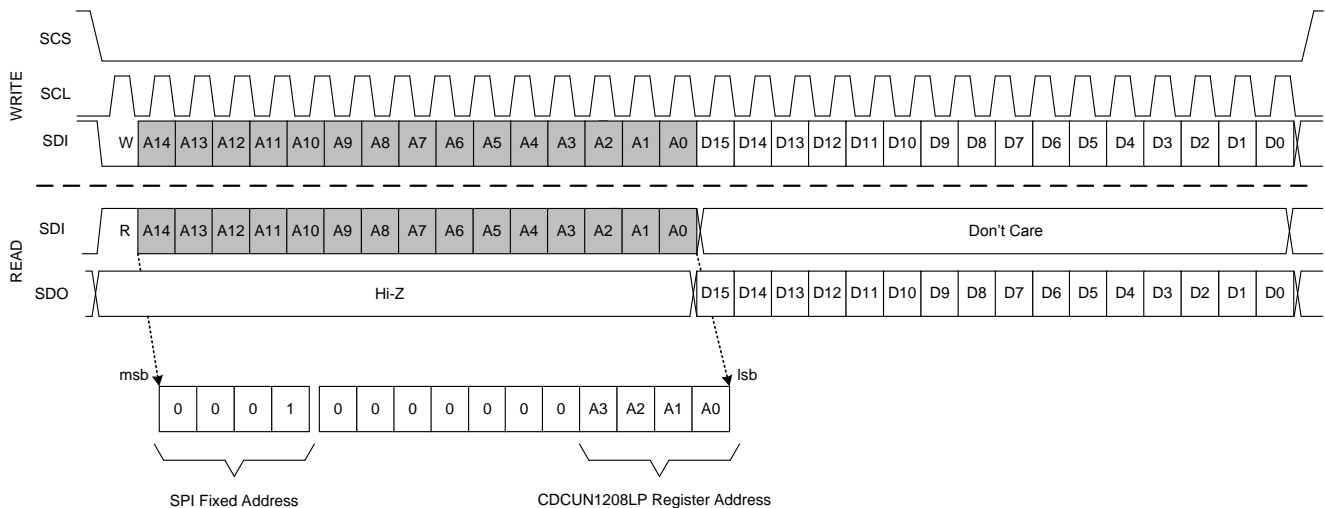 SCS
WRITE
SCL
SDI W A14 A13 A12 A11 A10 A9 A8 A7 A6 A5 A4 A3 A2 A1 A0 D15 D14 D13 D12 D11 D10 D9 D8 D7 D6 D5 D4 D3 D2 D1 D0
READ
SDI R A14 A13 A12 A11 A10 A9 A8 A7 A6 A5 A4 A3 A2 A1 A0 Don't Care
SDO Hi-Z D15 D14 D13 D12 D11 D10 D9 D8 D7 D6 D5 D4 D3 D2 D1 D0
msb lsb
0 0 0 1 0 0 0 0 0 0 0 A3 A2 A1 A0
SPI Fixed Address CDCUN1208LP Register Address